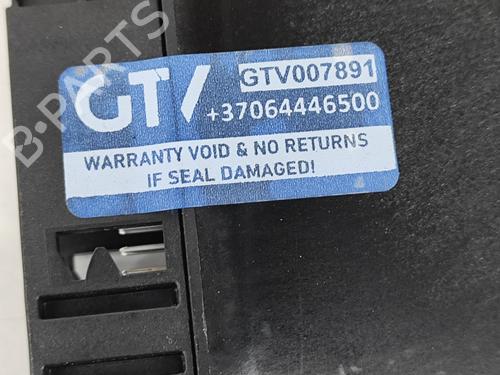 GTV GTV007891
+37064446500
WARRANTY VOID & NO RETURNS
IF SEAL DAMAGED!
B-PARTS